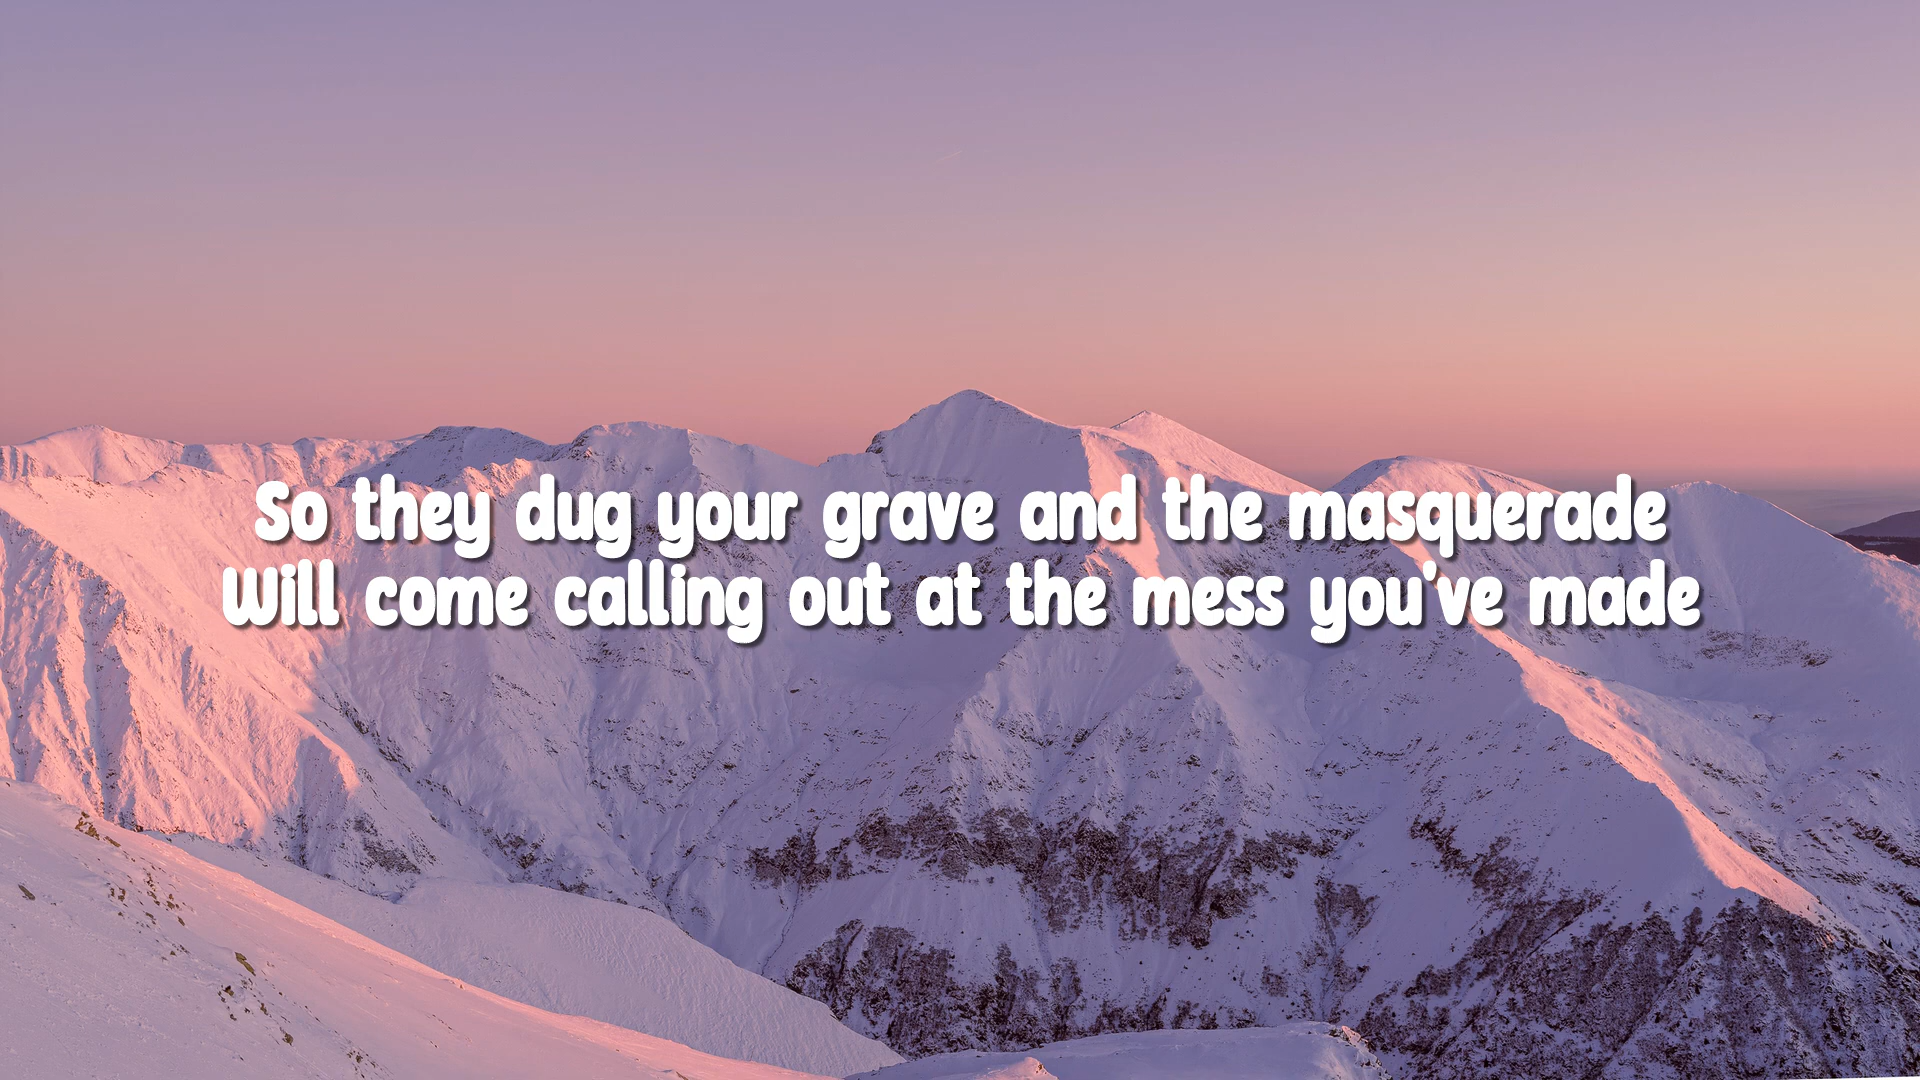 So they dug your grave and the masquerade
Will come calling out at the mess you've made